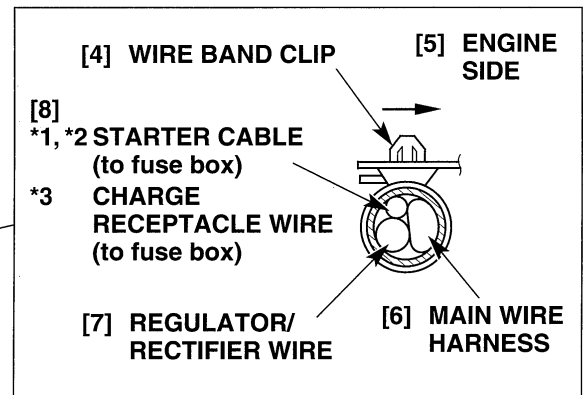 [4] WIRE BAND CLIP
[5] ENGINE
SIDE
[8]
*1, *2 STARTER CABLE
(to fuse box)
*3 CHARGE
RECEPTACLE WIRE
(to fuse box)
[7] REGULATOR/
RECTIFIER WIRE
[6] MAIN WIRE
HARNESS